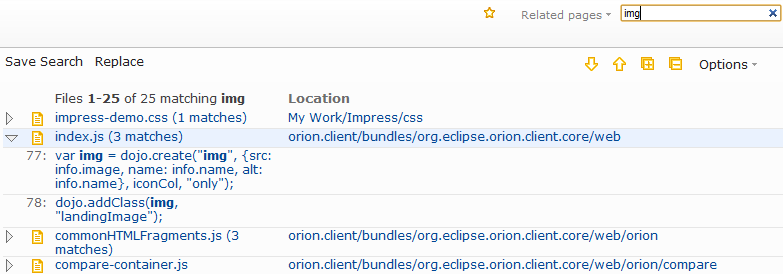 Related pages img
Save Search Replace Options
Files 1-25 of 25 matching img Location
impress-demo.css (1 matches) My Work/Impress/css
index.js (3 matches) orion.client/bundles/org.eclipse.orion.client.core/web
77: var img = dojo.create("img", {src:
info.image, name: info.name, alt:
info.name}, iconCol, "only");
78: dojo.addClass(img,
"landingImage");
commonHTMLFragments.js (3 orion.client/bundles/org.eclipse.orion.client.core/web/orion
matches)
compare-container.js orion.client/bundles/org.eclipse.orion.client.core/web/orion/compare